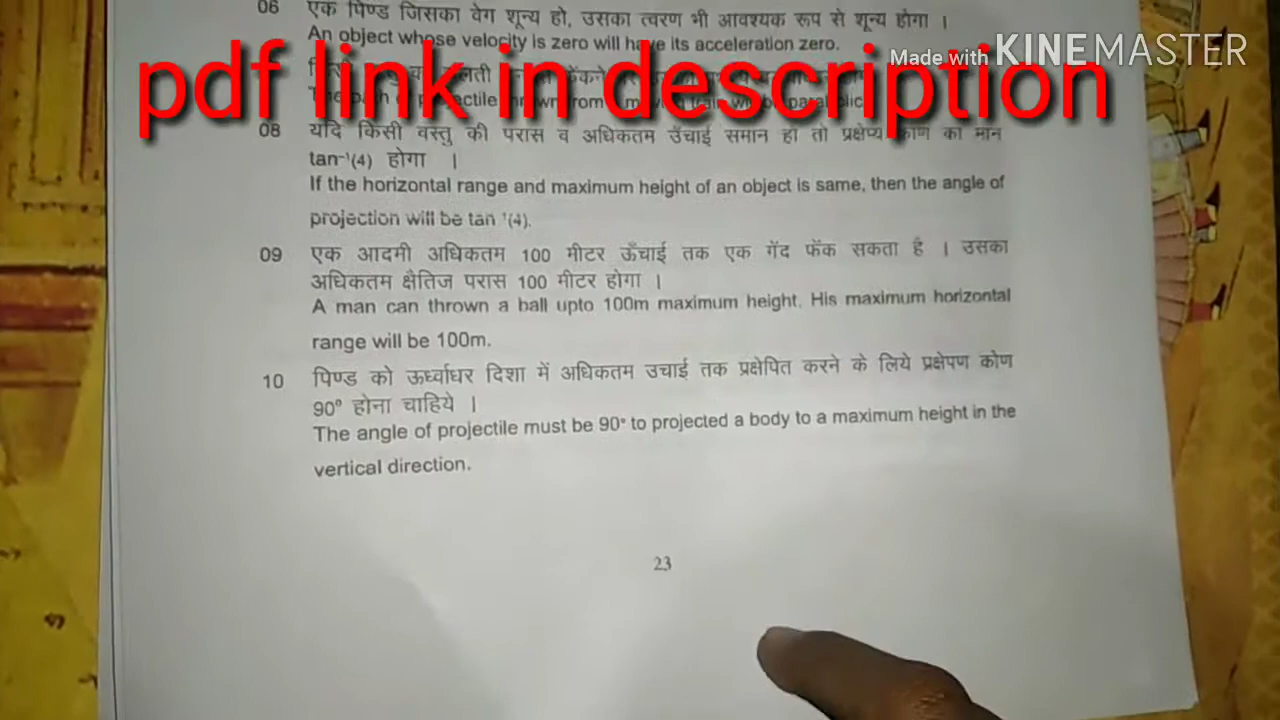 06 एक पिण्ड जिसका वेग शून्य हो, उसका त्वरण भी आवश्यक रूप से शून्य होगा ।
An object whose velocity is zero will have its acceleration zero.
Made with KINEMASTER
pdf link in description
08 यदि किसी वस्तु की परास व अधिकतम उँचाई समान हो तो प्रक्षेप्य कोण का मान
tan⁻¹(4) होगा ।
If the horizontal range and maximum height of an object is same, then the angle of
projection will be tan ⁻¹(4).
09 एक आदमी अधिकतम 100 मीटर ऊँचाई तक एक गेंद फेंक सकता है । उसका
अधिकतम क्षैतिज परास 100 मीटर होगा ।
A man can thrown a ball upto 100m maximum height. His maximum horizontal
range will be 100m.
10 पिण्ड को ऊर्ध्वाधर दिशा में अधिकतम उचाई तक प्रक्षेपित करने के लिये प्रक्षेपण कोण
90° होना चाहिये ।
The angle of projectile must be 90° to projected a body to a maximum height in the
vertical direction.
23